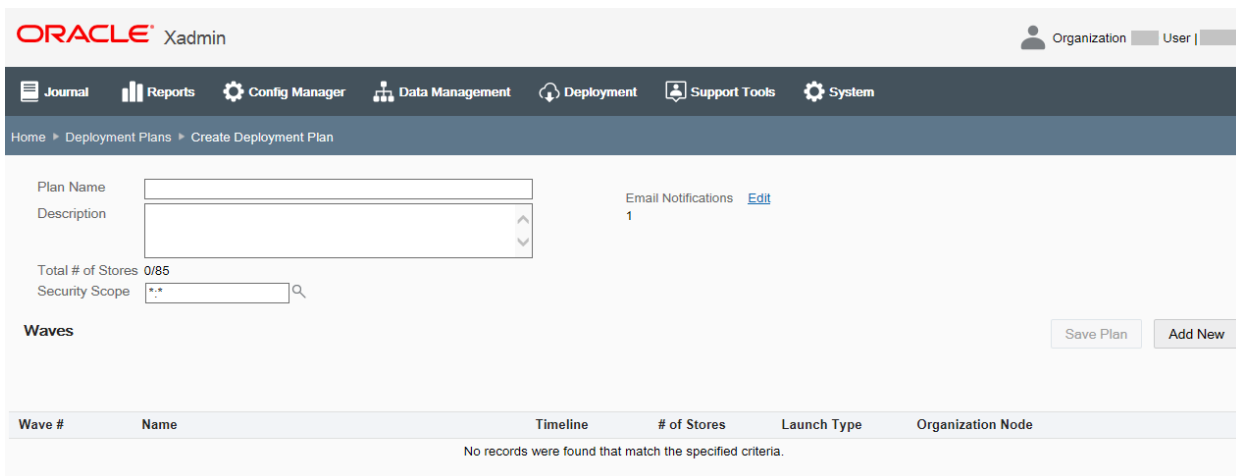 ORACLE Xadmin
Organization User |
Journal Reports Config Manager Data Management Deployment Support Tools System
Home Deployment Plans Create Deployment Plan
Plan Name
Email Notifications Edit
Description
1
Total # of Stores 0/85
Security Scope *:*
Waves
Save Plan Add New
Wave # Name Timeline # of Stores Launch Type Organization Node
No records were found that match the specified criteria.